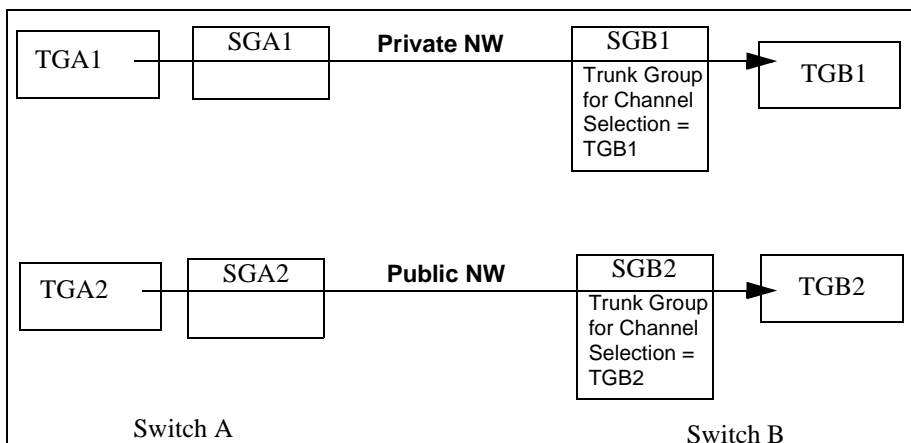 TGA1
SGA1
Private NW
SGB1
Trunk Group
for Channel
Selection =
TGB1
TGB1
TGA2
SGA2
Public NW
SGB2
Trunk Group
for Channel
Selection =
TGB2
TGB2
Switch A
Switch B